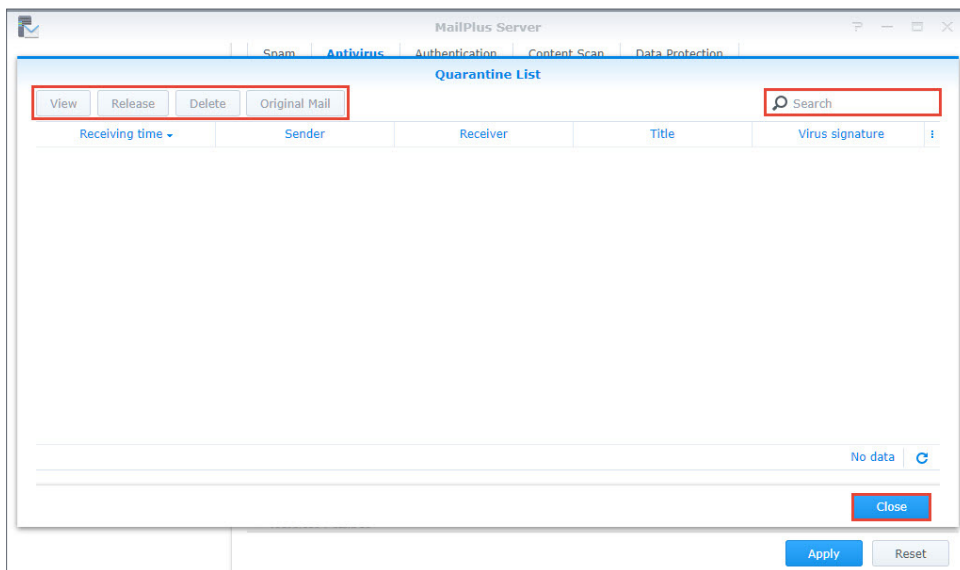 MailPlus Server
Spam Antivirus Authentication Content Scan Data Protection
Quarantine List
View Release Delete Original Mail Search
Receiving time Sender Receiver Title Virus signature
No data
Close
Apply Reset